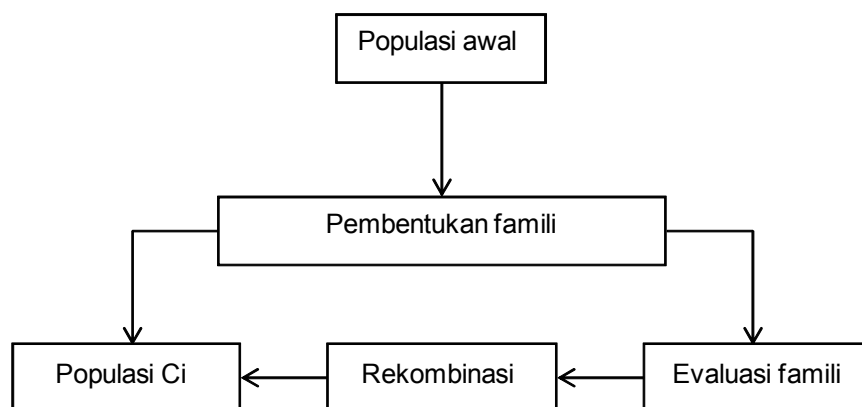 Populasi awal
Pembentukan famili
Populasi Ci
Rekombinasi
Evaluasi famili